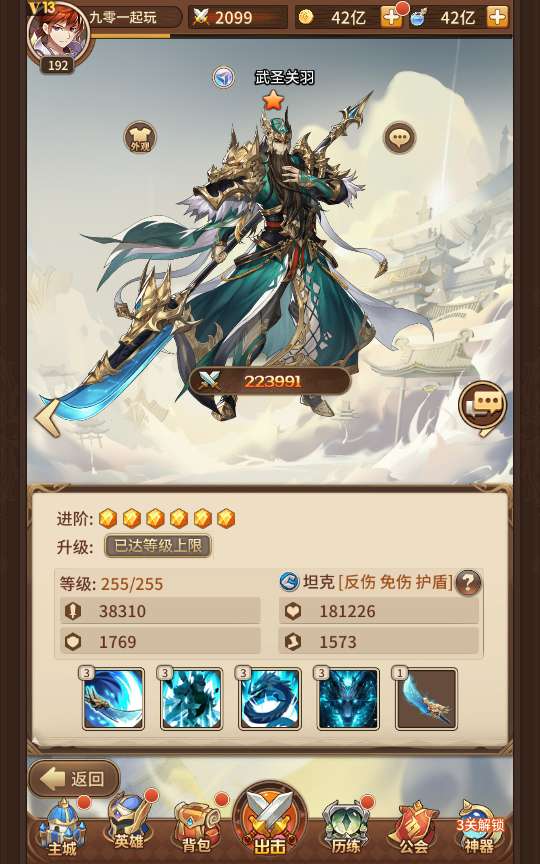 V13
九零一起玩
2099
42亿
42亿
192
武圣关羽
外观
223991
进阶:
升级: 已达等级上限
等级: 255/255
坦克 [反伤 免伤 护盾] ?
38310
181226
1769
1573
3
3
3
3
1
返回
3关解锁
主城
英雄
背包
出击
历练
公会
神器